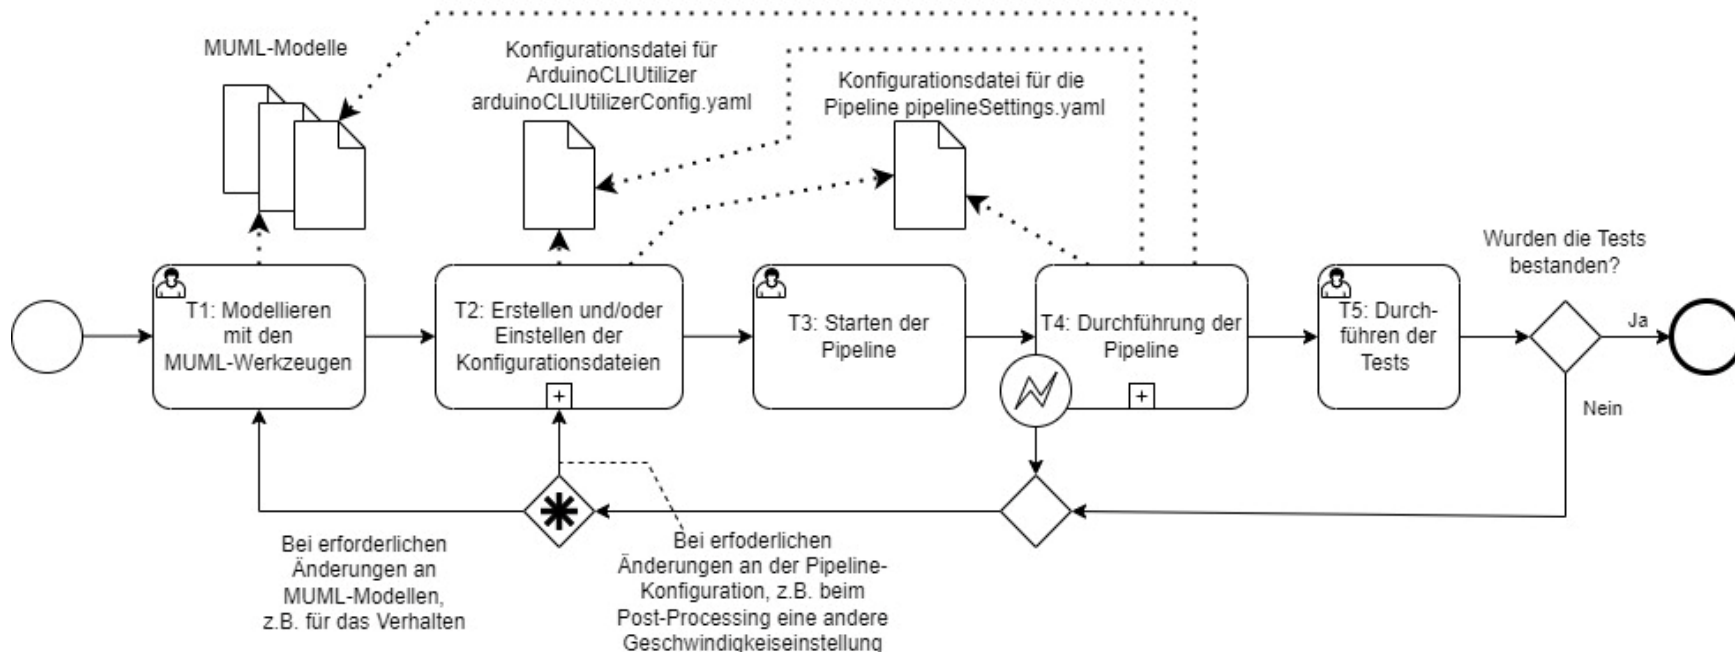 MUML-Modelle
Konfigurationsdatei für
ArduinoCLIUtilizer
arduinoCLIUtilizerConfig.yaml
Konfigurationsdatei für die
Pipeline pipelineSettings.yaml
T1: Modellieren
mit den
MUML-Werkzeugen
T2: Erstellen und/oder
Einstellen der
Konfigurationsdateien
T3: Starten der
Pipeline
T4: Durchführung der
Pipeline
T5: Durch-
führen der
Tests
Wurden die Tests
bestanden?
Ja
Nein
Bei erforderlichen
Änderungen an
MUML-Modellen,
z.B. für das Verhalten
Bei erfoderlichen
Änderungen an der Pipeline-
Konfiguration, z.B. beim
Post-Processing eine andere
Geschwindigkeiseinstellung